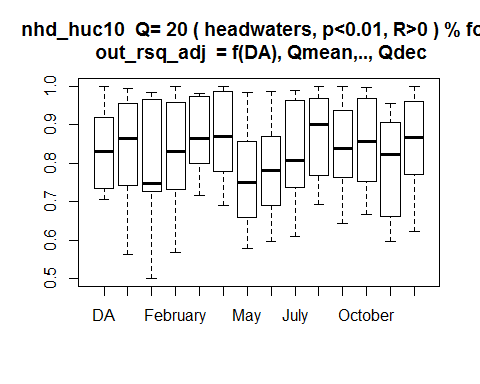 nhd_huc10 Q= 20 ( headwaters, p<0.01, R>0 ) % fo
out_rsq_adj = f(DA), Qmean,.., Qdec
1.0
0.9
0.8
0.7
0.6
0.5
DA February May July October